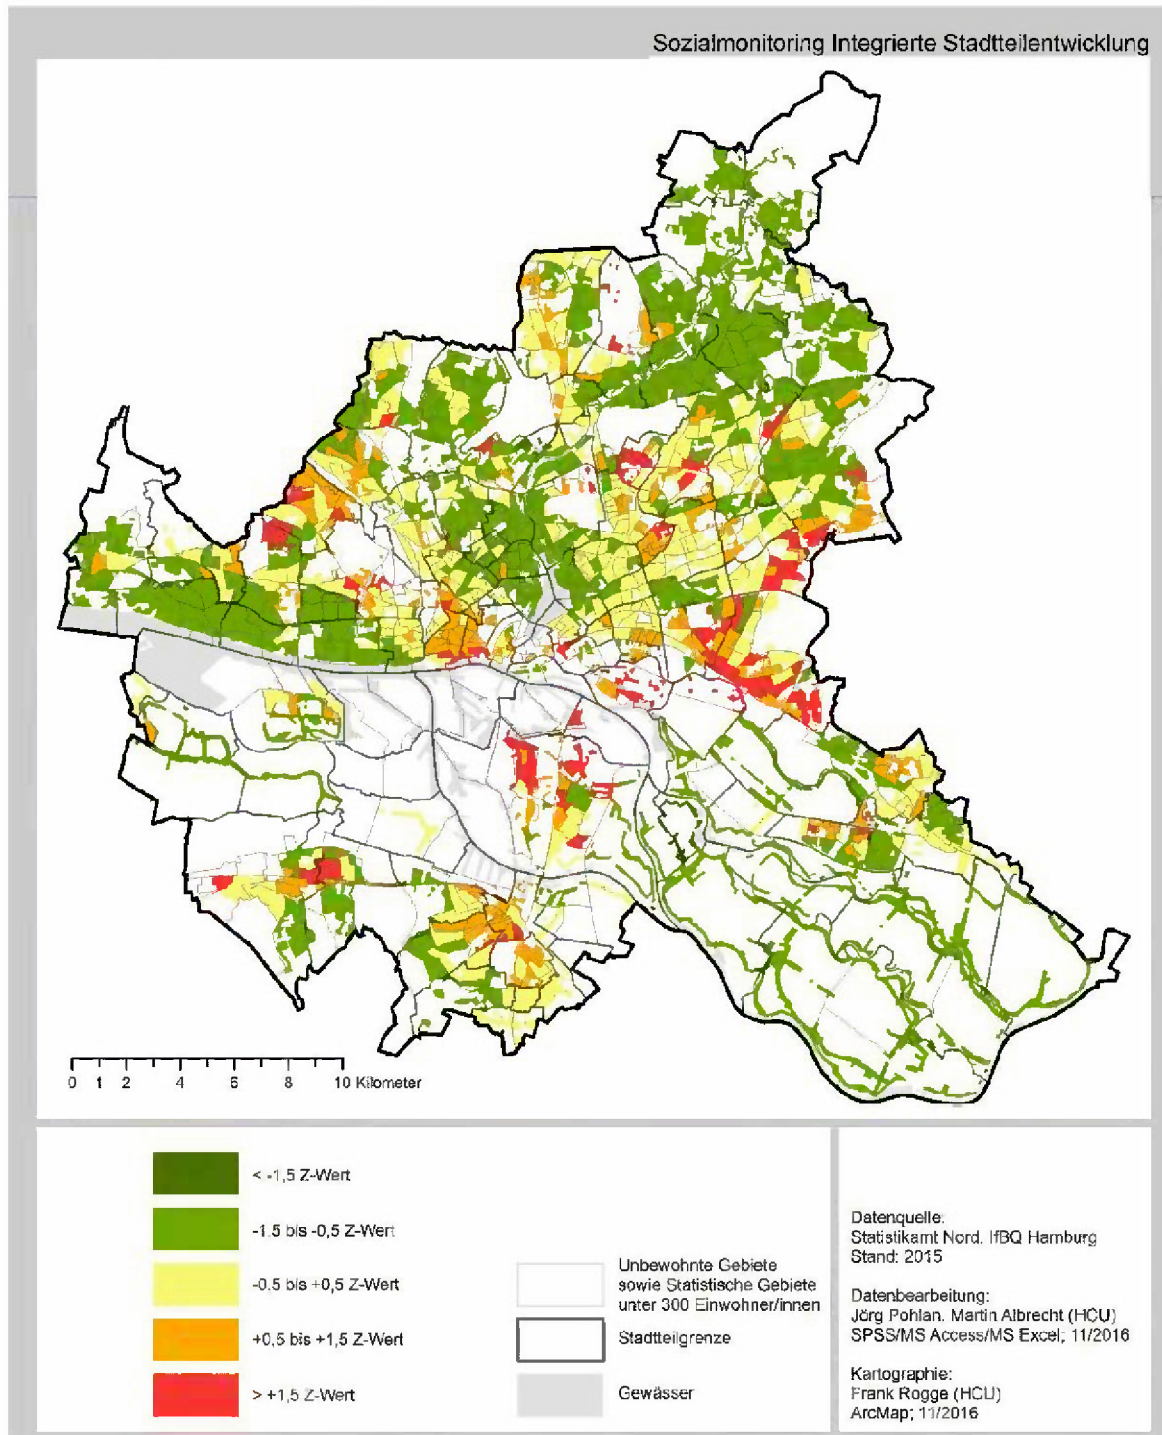 Sozialmonitoring Integrierte Stadtteilentwicklung
0 1 2 4 6 8 10 Kilometer
< -1,5 Z-Wert
-1.5 bis -0,5 Z-Wert
-0.5 bis +0,5 Z-Wert
+0,5 bis +1,5 Z-Wert
> +1,5 Z-Wert
Unbewohnte Gebiete
sowie Statistische Gebiete
unter 300 Einwohner/innen
Stadtteilgrenze
Gewässer
Datenquelle:
Statistikamt Nord, IfBQ Hamburg
Stand: 2015
Datenbearbeitung:
Jörg Pohlan, Martin Albrecht (HCU)
SPSS/MS Access/MS Excel; 11/2016
Kartographie:
Frank Rogge (HCU)
ArcMap; 11/2016